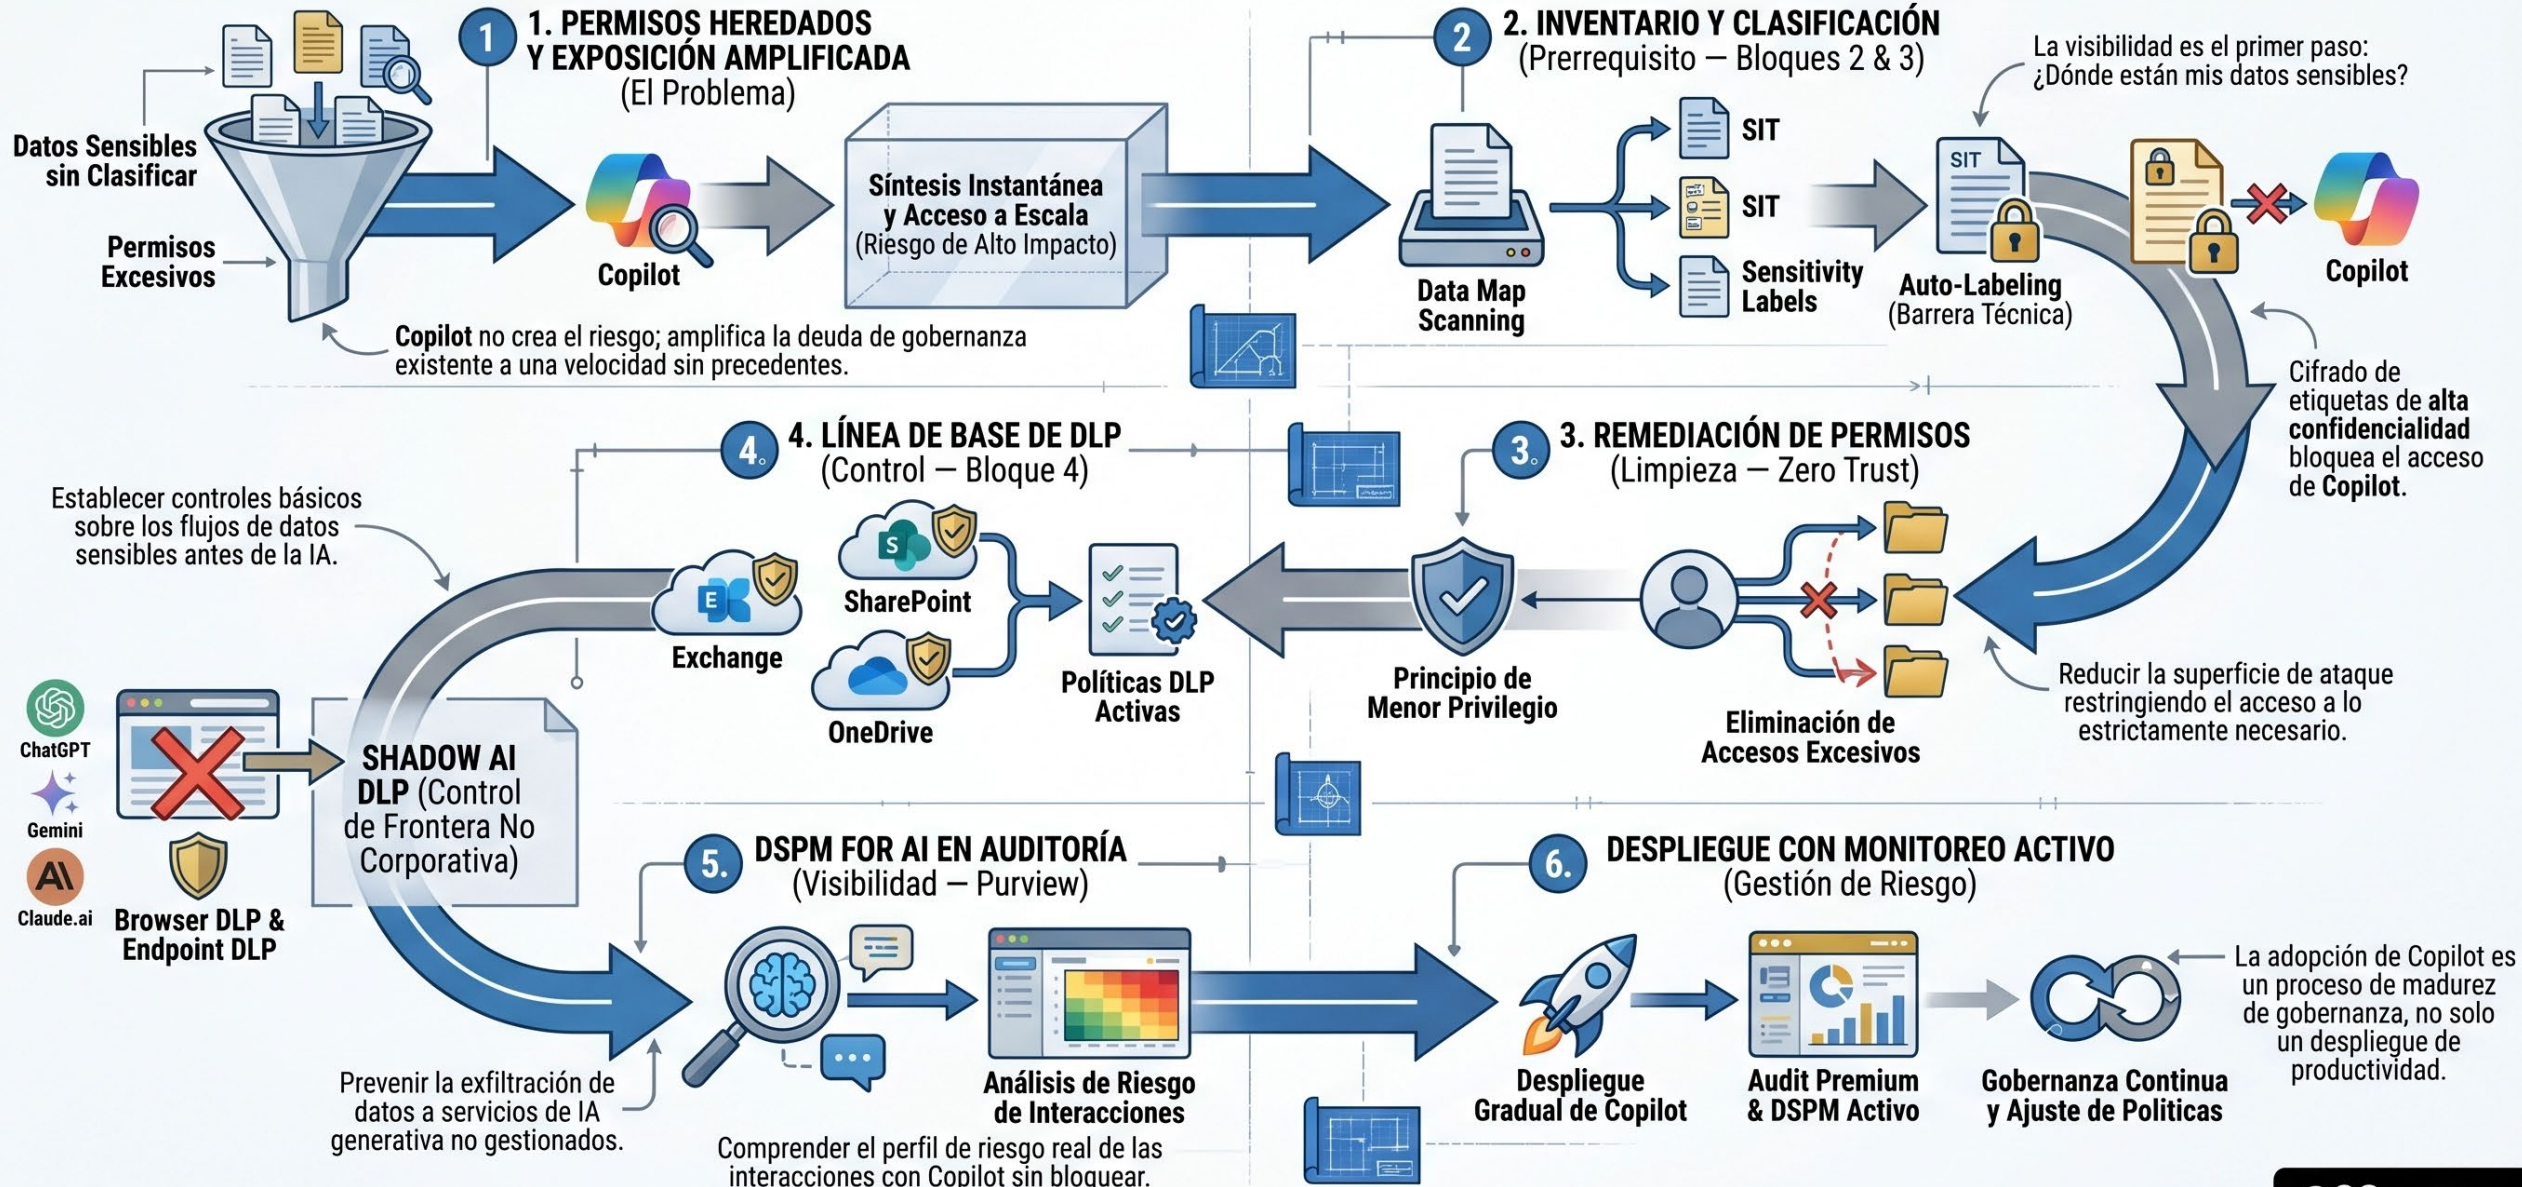 1
1. PERMISOS HEREDADOS
Y EXPOSICIÓN AMPLIFICADA
(El Problema)
Datos Sensibles
sin Clasificar
Permisos
Excesivos
Copilot
Síntesis Instantánea
y Acceso a Escala
(Riesgo de Alto Impacto)
Copilot no crea el riesgo; amplifica la deuda de gobernanza
existente a una velocidad sin precedentes.
2
2. INVENTARIO Y CLASIFICACIÓN
(Prerrequisito — Bloques 2 & 3)
La visibilidad es el primer paso:
¿Dónde están mis datos sensibles?
Data Map
Scanning
SIT
SIT
Sensitivity
Labels
SIT
Auto-Labeling
(Barrera Técnica)
Copilot
Cifrado de
etiquetas de alta
confidencialidad
bloquea el acceso
de Copilot.
3.
3. REMEDIACIÓN DE PERMISOS
(Limpieza — Zero Trust)
Principio de
Menor Privilegio
Eliminación de
Accesos Excesivos
Reducir la superficie de ataque
restringiendo el acceso a lo
estrictamente necesario.
4.
4. LÍNEA DE BASE DE DLP
(Control — Bloque 4)
Establecer controles básicos
sobre los flujos de datos
sensibles antes de la IA.
E
Exchange
S
SharePoint
OneDrive
Políticas DLP
Activas
ChatGPT
Gemini
Claude.ai
Browser DLP &
Endpoint DLP
SHADOW AI
DLP (Control
de Frontera No
Corporativa)
Prevenir la exfiltración de
datos a servicios de IA
generativa no gestionados.
5.
DSPM FOR AI EN AUDITORÍA
(Visibilidad — Purview)
Análisis de Riesgo
de Interacciones
Comprender el perfil de riesgo real de las
interacciones con Copilot sin bloquear.
6.
DESPLIEGUE CON MONITOREO ACTIVO
(Gestión de Riesgo)
Despliegue
Gradual de Copilot
Audit Premium
& DSPM Activo
Gobernanza Continua
y Ajuste de Politicas
La adopción de Copilot es
un proceso de madurez
de gobernanza, no solo
un despliegue de
productividad.